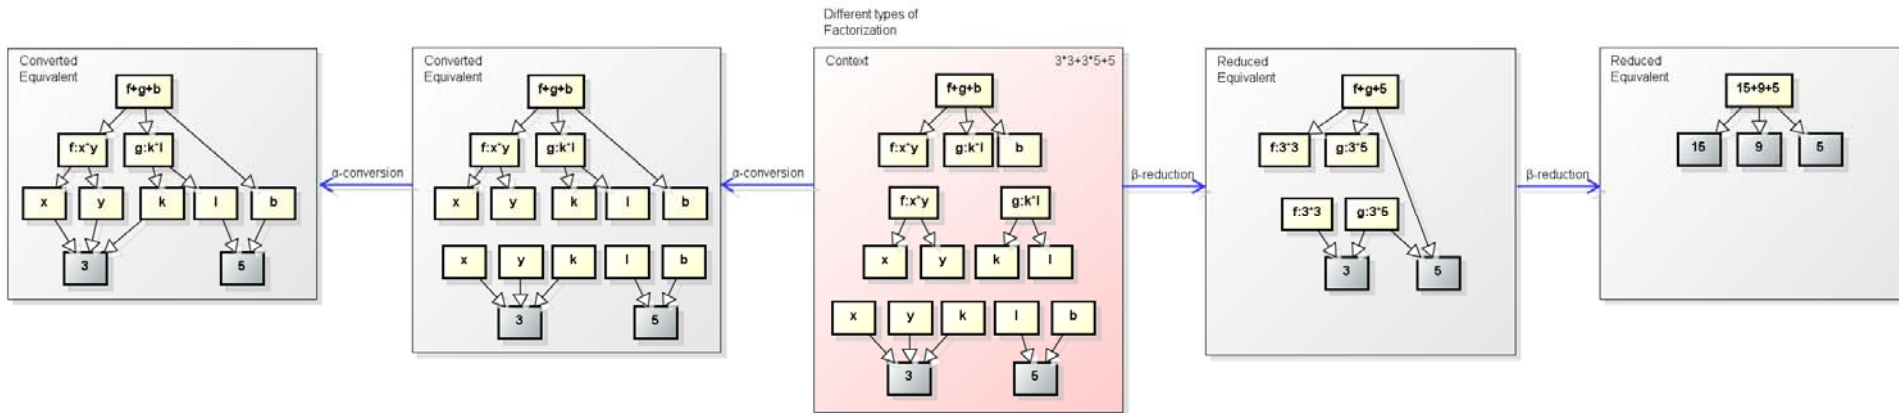 Different types of
Factorization
Converted
Equivalent
f+g+b
f:x*y
g:k*l
x
y
k
l
b
3
5
α-conversion
Converted
Equivalent
f+g+b
f:x*y
g:k*l
x
y
k
l
b
x
y
k
l
b
3
5
α-conversion
Context
3*3+3*5+5
f+g+b
f:x*y
g:k*l
b
f:x*y
g:k*l
x
y
k
l
x
y
k
l
b
3
5
β-reduction
Reduced
Equivalent
f+g+5
f:3*3
g:3*5
f:3*3
g:3*5
3
5
β-reduction
Reduced
Equivalent
15+9+5
15
9
5